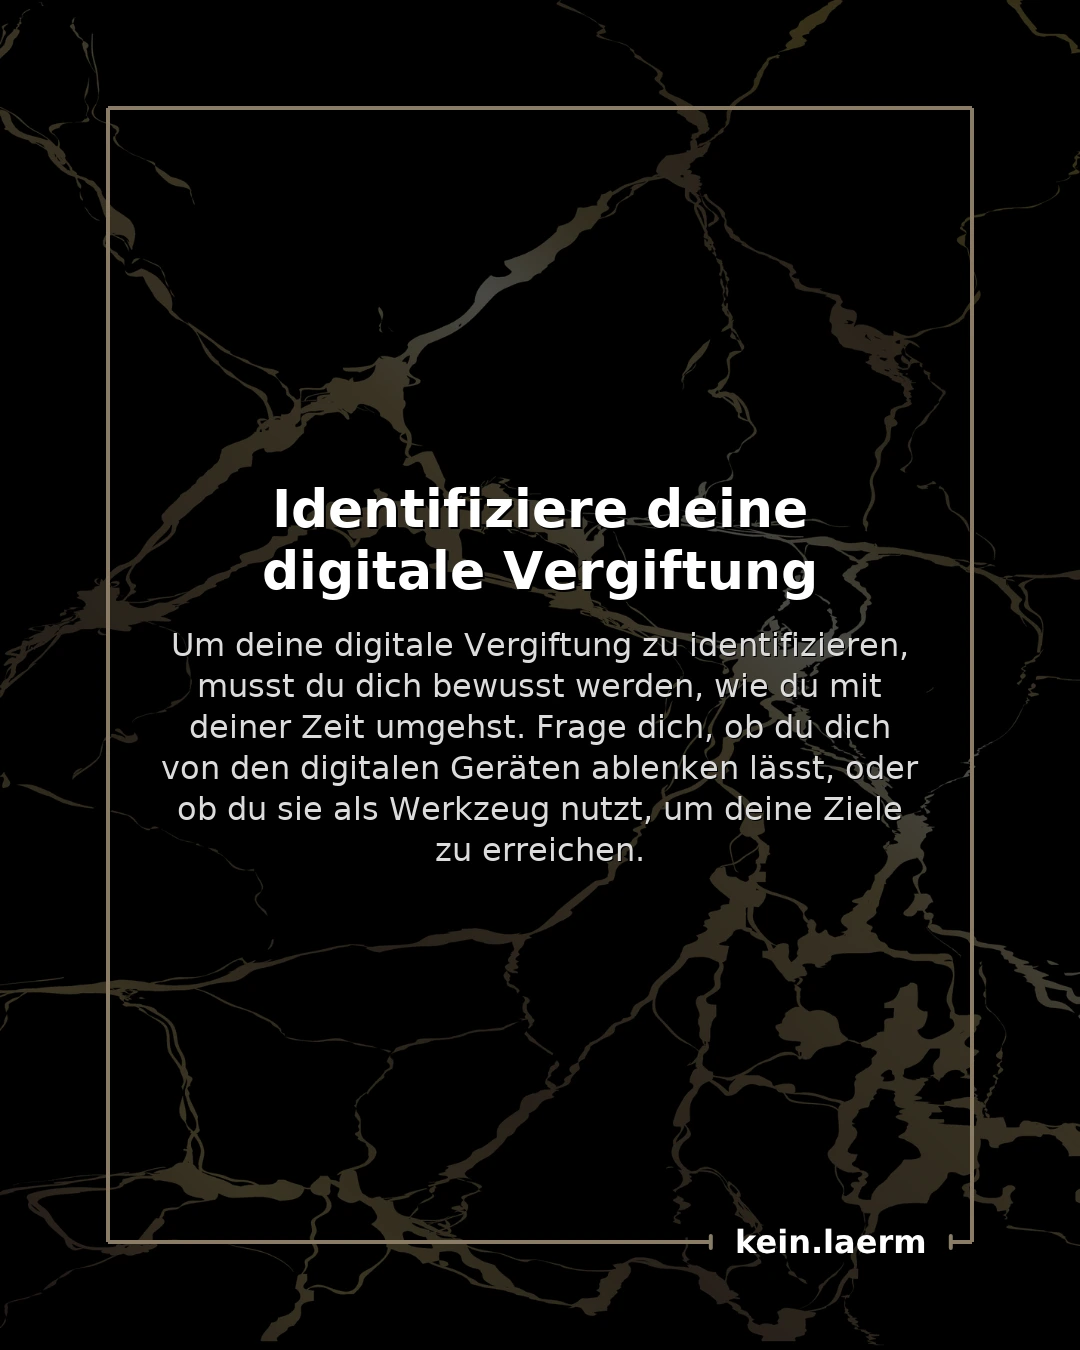 Identifiziere deine
digitale Vergiftung
Um deine digitale Vergiftung zu identifizieren,
musst du dich bewusst werden, wie du mit
deiner Zeit umgehst. Frage dich, ob du dich
von den digitalen Geräten ablenken lässt, oder
ob du sie als Werkzeug nutzt, um deine Ziele
zu erreichen.
kein.laerm